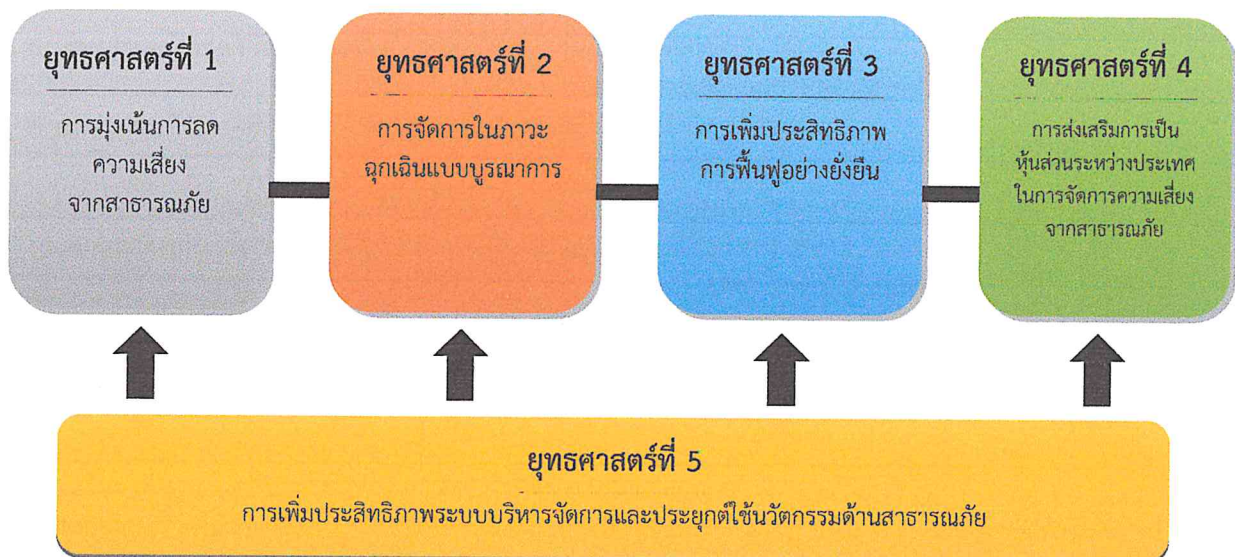 ยุทธศาสตร์ที่ 1
การมุ่งเน้นการลด
ความเสี่ยง
จากสาธารณภัย
ยุทธศาสตร์ที่ 2
การจัดการในภาวะ
ฉุกเฉินแบบบูรณาการ
ยุทธศาสตร์ที่ 3
การเพิ่มประสิทธิภาพ
การฟื้นฟูอย่างยั่งยืน
ยุทธศาสตร์ที่ 4
การส่งเสริมการเป็น
หุ้นส่วนระหว่างประเทศ
ในการจัดการความเสี่ยง
จากสาธารณภัย
ยุทธศาสตร์ที่ 5
การเพิ่มประสิทธิภาพระบบบริหารจัดการและประยุกต์ใช้นวัตกรรมด้านสาธารณภัย